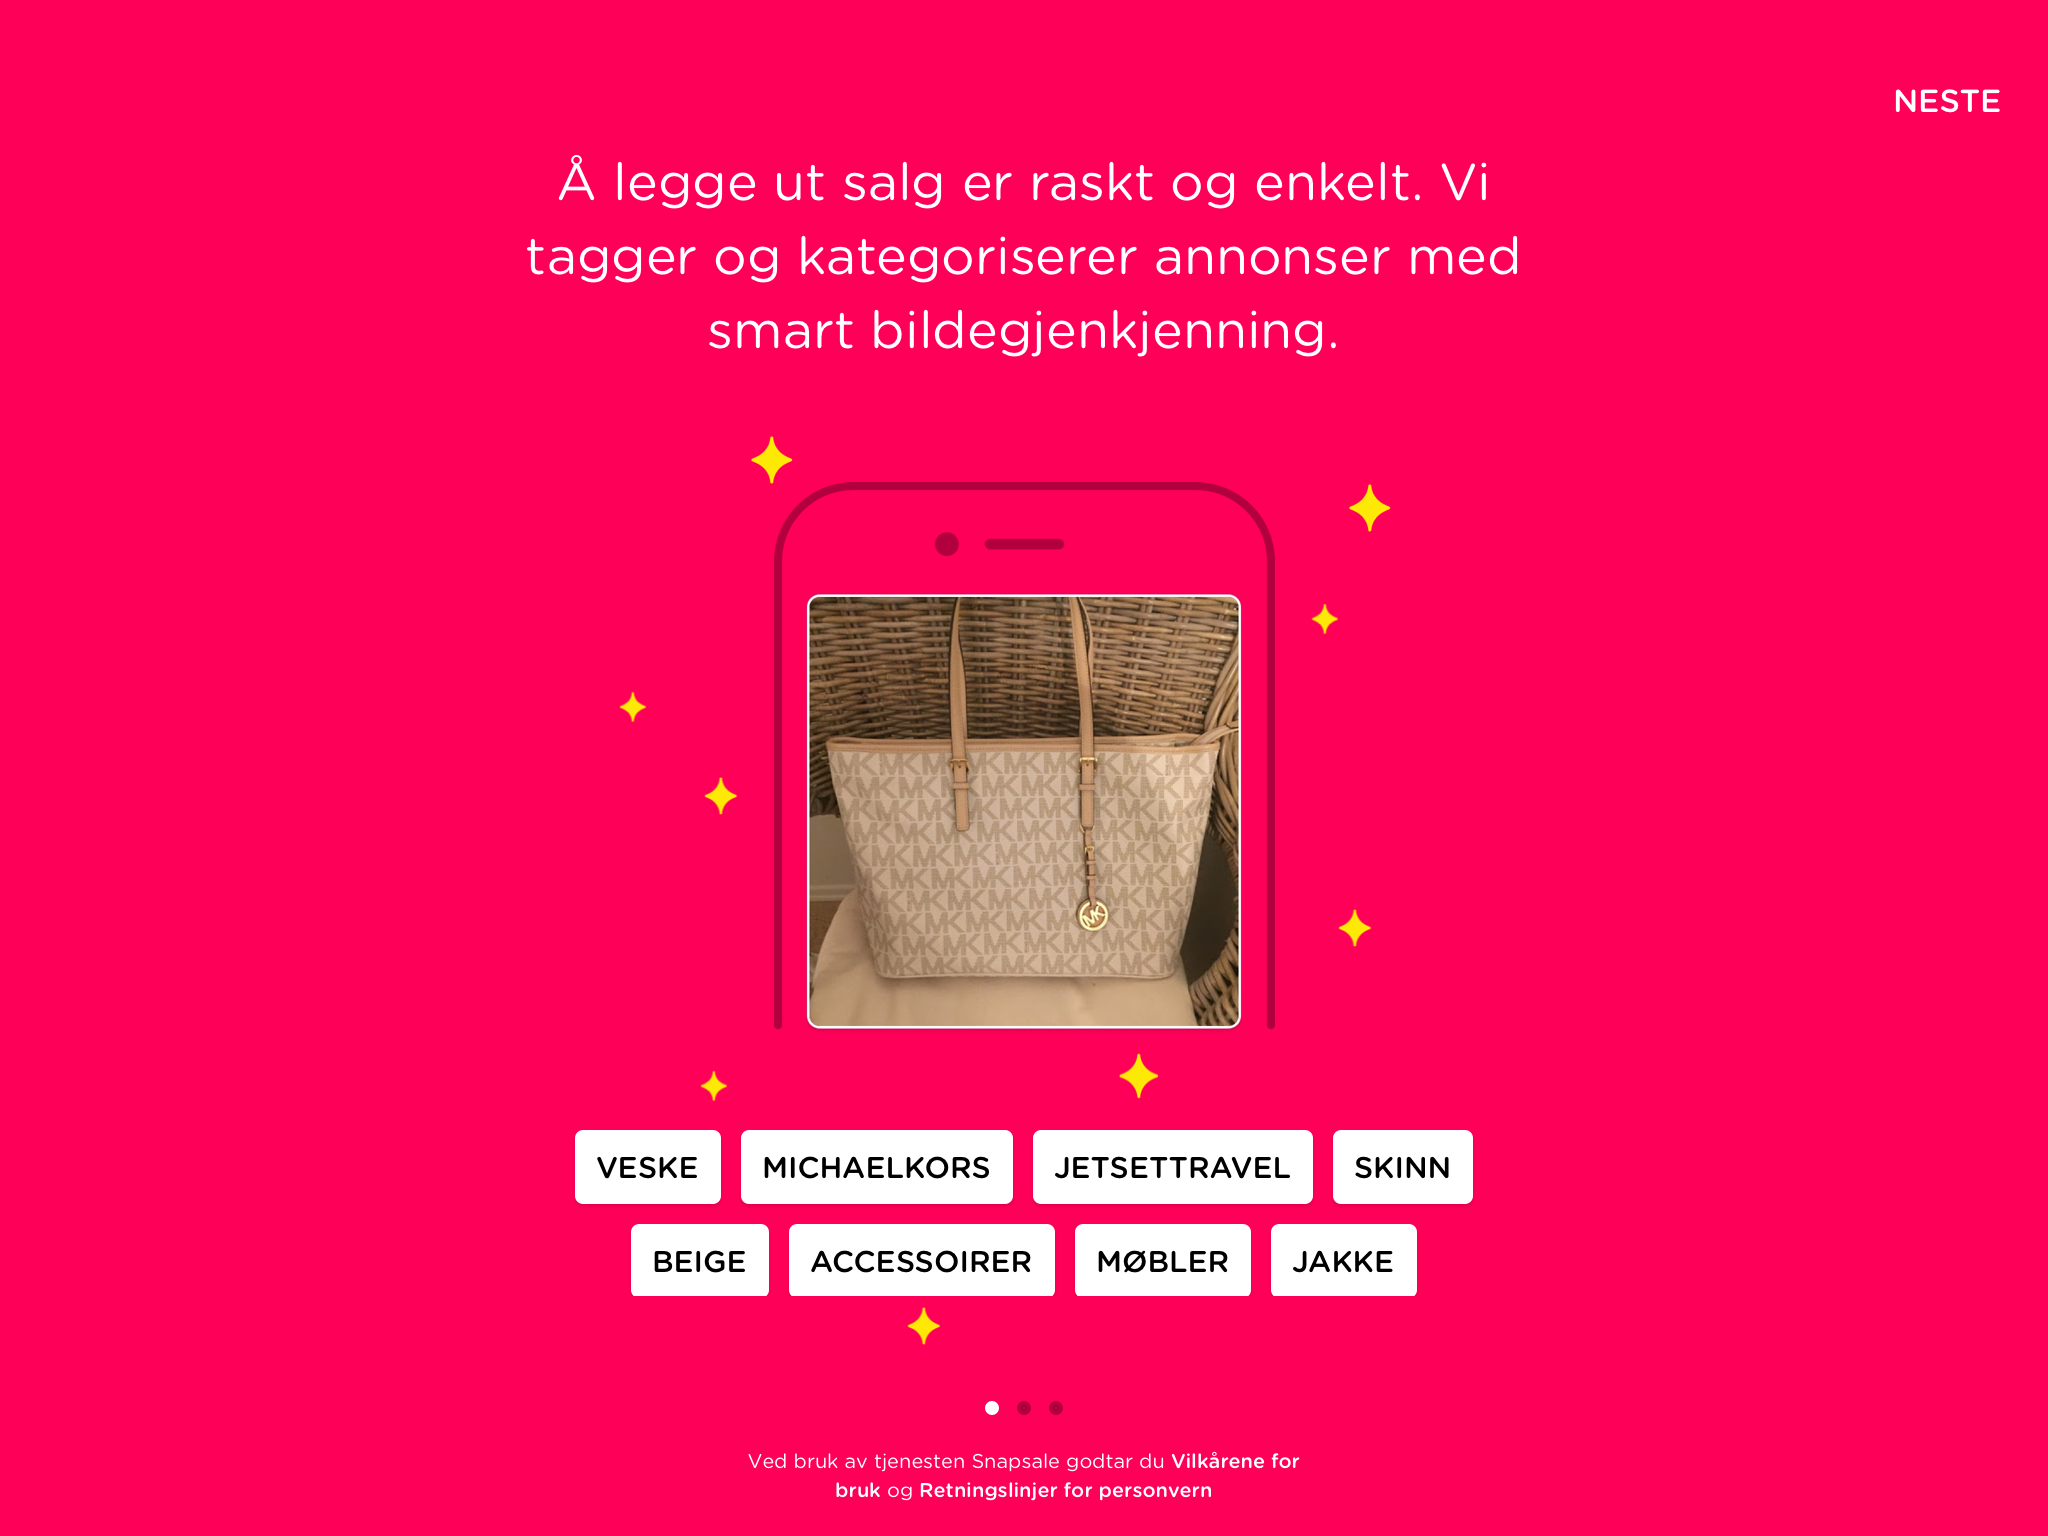 NESTE
Å legge ut salg er raskt og enkelt. Vi
tagger og kategoriserer annonser med
smart bildegjenkjenning.
MK
VESKE MICHAELKORS JETSETTRAVEL SKINN
BEIGE ACCESSOIRER MØBLER JAKKE
Ved bruk av tjenesten Snapsale godtar du Vilkårene for
bruk og Retningslinjer for personvern